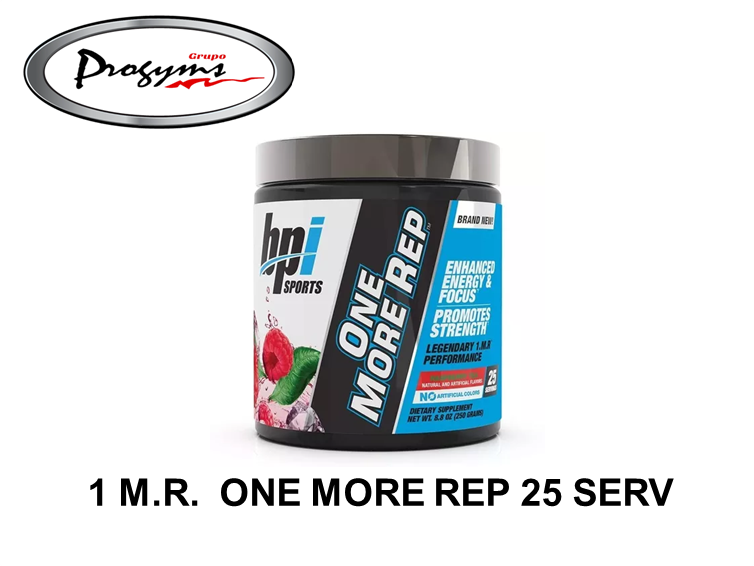 Grupo
Progyms
BRAND NEW!
bpi
SPORTS
ONE
MORE REP™
ENHANCED
ENERGY &
FOCUS
PROMOTES
STRENGTH
LEGENDARY 1.M.R
PERFORMANCE
NATURAL AND ARTIFICIAL FLAVORS
NO ARTIFICIAL COLORS
25
DIETARY SUPPLEMENT
NET WT. 8.8 OZ (250 GRAMS)
1 M.R. ONE MORE REP 25 SERV